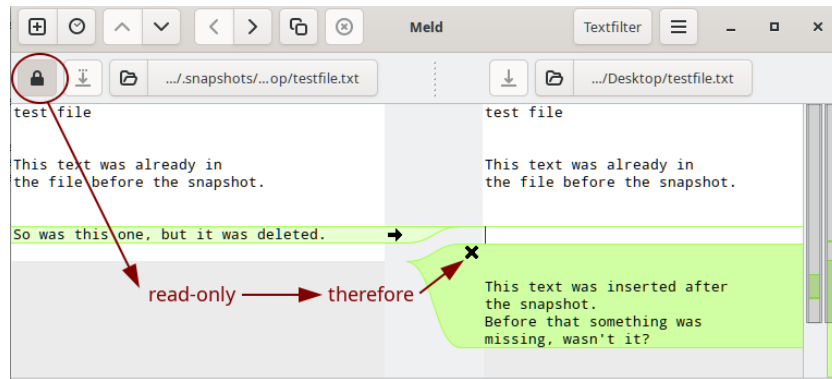 Meld
Textfilter
.../.snapshots/...op/testfile.txt
.../Desktop/testfile.txt
test file
This text was already in
the file before the snapshot.
So was this one, but it was deleted.
test file
This text was already in
the file before the snapshot.
This text was inserted after
the snapshot.
Before that something was
missing, wasn't it?
read-only
therefore